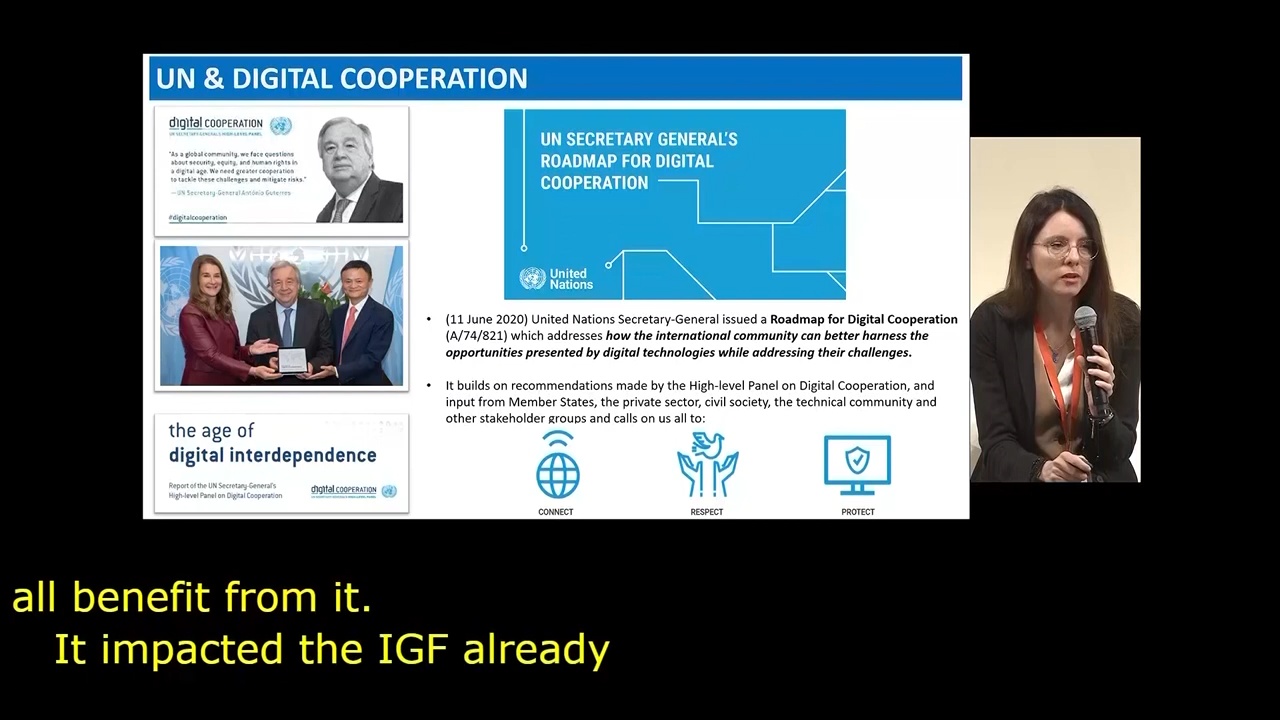 UN & DIGITAL COOPERATION
digital COOPERATION
UN SECRETARY-GENERAL'S HIGH-LEVEL PANEL
"As a global community, we face questions
about security, equity, and human rights in
a digital age. We need greater cooperation
to tackle these challenges and mitigate risks."
— UN Secretary-General António Guterres
#digitalcooperation
the age of
digital interdependence
Report of the UN Secretary-General's
High-level Panel on Digital Cooperation
digital COOPERATION
UN SECRETARY GENERAL'S
ROADMAP FOR DIGITAL
COOPERATION
United
Nations
• (11 June 2020) United Nations Secretary-General issued a Roadmap for Digital Cooperation
(A/74/821) which addresses how the international community can better harness the
opportunities presented by digital technologies while addressing their challenges.
• It builds on recommendations made by the High-level Panel on Digital Cooperation, and
input from Member States, the private sector, civil society, the technical community and
other stakeholder groups and calls on us all to:
CONNECT
RESPECT
PROTECT
all benefit from it.
It impacted the IGF already